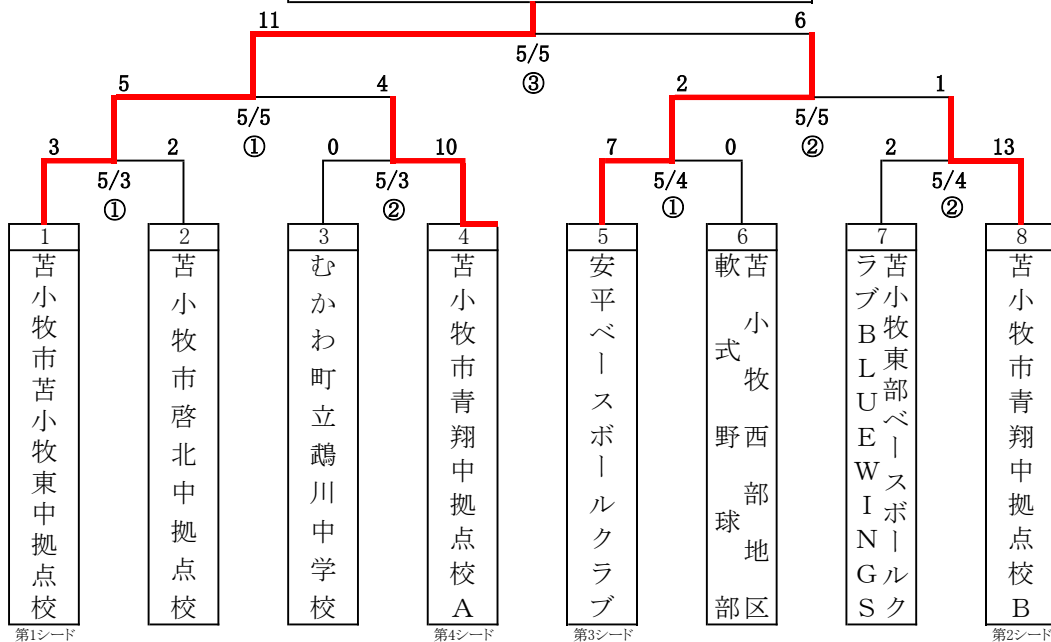 11
6
5/5
③
5
4
2
1
5/5
①
5/5
②
3
2
0
10
7
0
2
13
5/3
①
5/3
②
5/4
①
5/4
②
1
2
3
4
5
6
7
8
苫小牧市苫小牧東中拠点校
苫小牧市啓北中拠点校
むかわ町立鵡川中学校
苫小牧市青翔中拠点校A
安平ベースボールクラブ
苫小牧西部地区
軟式野球部
苫小牧東部ベースボールク
ラブBLUEWINGS
苫小牧市青翔中拠点校B
第1シード
第4シード
第3シード
第2シード